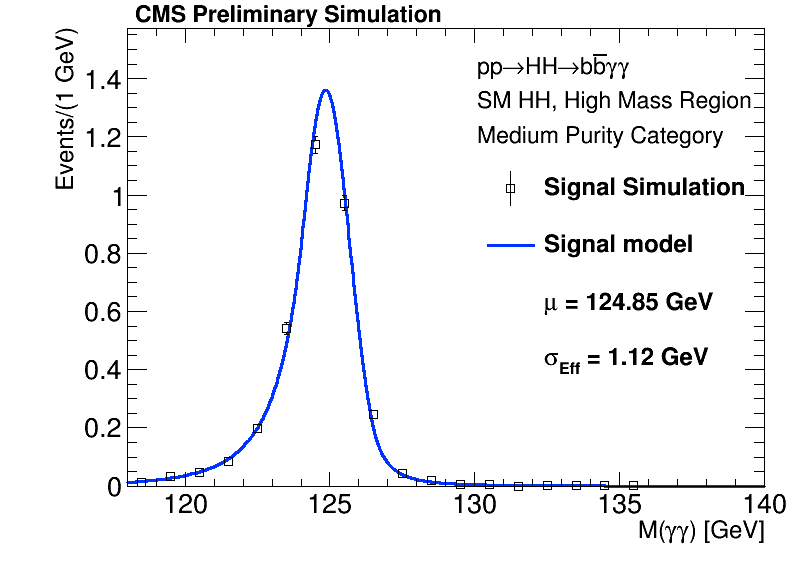 CMS Preliminary Simulation
Events/(1 GeV)
pp→HH→bb̅γγ
SM HH, High Mass Region
Medium Purity Category
Signal Simulation
Signal model
μ = 124.85 GeV
σEff = 1.12 GeV
1.4
1.2
1
0.8
0.6
0.4
0.2
0
120 125 130 135 140
M(γγ) [GeV]